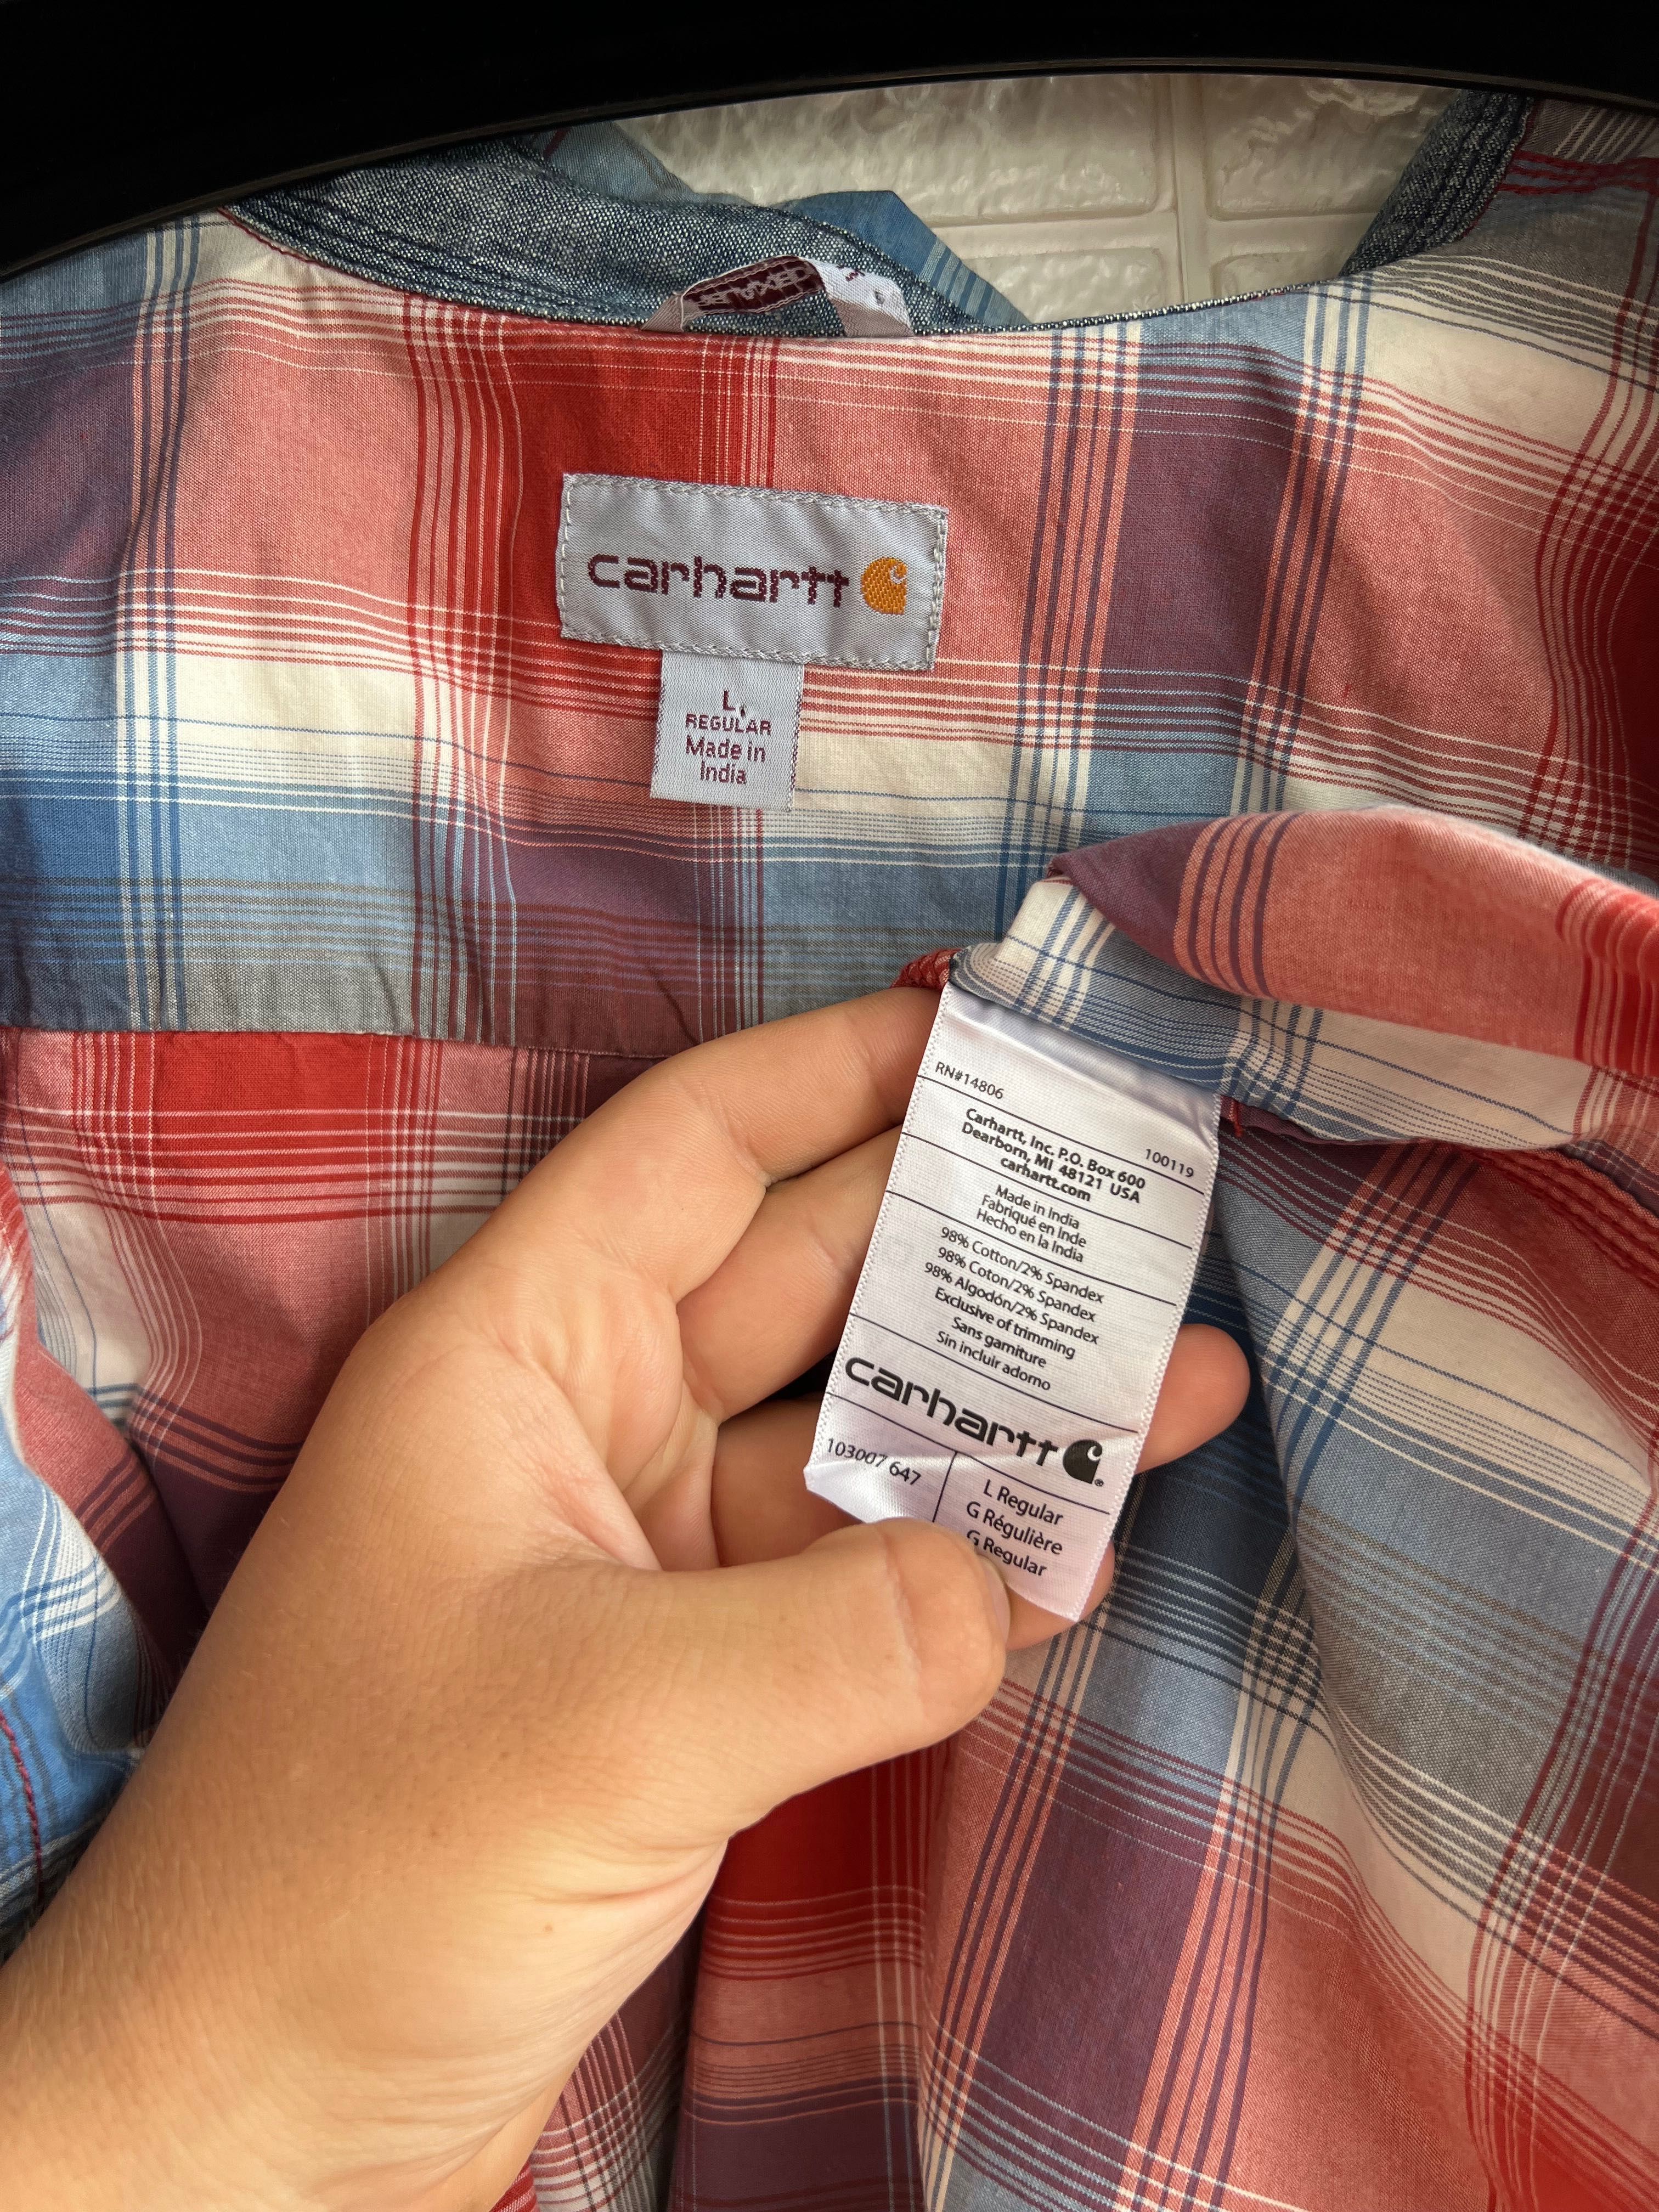 carhartt
L
REGULAR
Made in
India
RN#14806
100119
Carhartt, Inc. P.O. Box 600
Dearborn, MI 48121 USA
carhartt.com
Made in India
Fabriqué en Inde
Hecho en la India
98% Cotton/2% Spandex
98% Coton/2% Spandex
98% Algodón/2% Spandex
Exclusive of trimming
Sans garniture
Sin incluir adorno
carhartt
103007 647
L Regular
G Régulière
G Regular